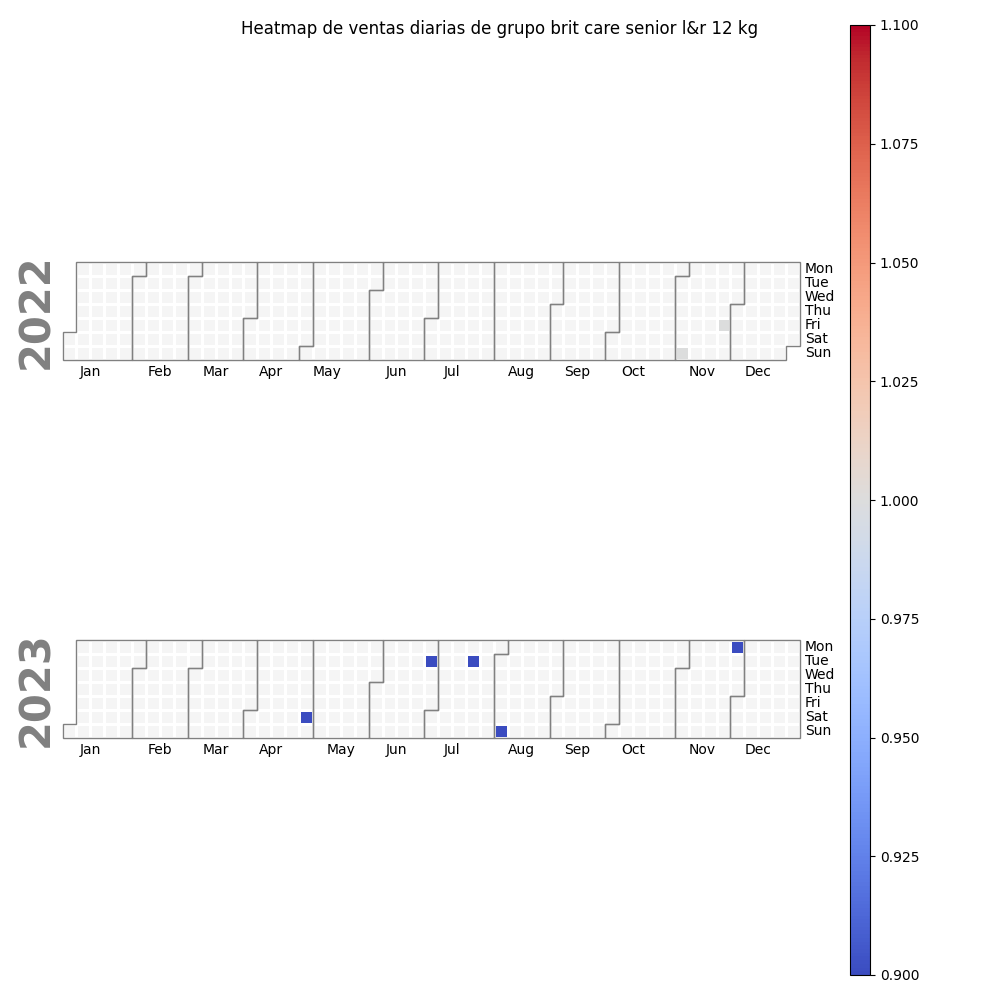 Heatmap de ventas diarias de grupo brit care senior l&r 12 kg
2022
Mon
Tue
Wed
Thu
Fri
Sat
Sun
Jan Feb Mar Apr May Jun Jul Aug Sep Oct Nov Dec
2023
Mon
Tue
Wed
Thu
Fri
Sat
Sun
Jan Feb Mar Apr May Jun Jul Aug Sep Oct Nov Dec
1.100
1.075
1.050
1.025
1.000
0.975
0.950
0.925
0.900